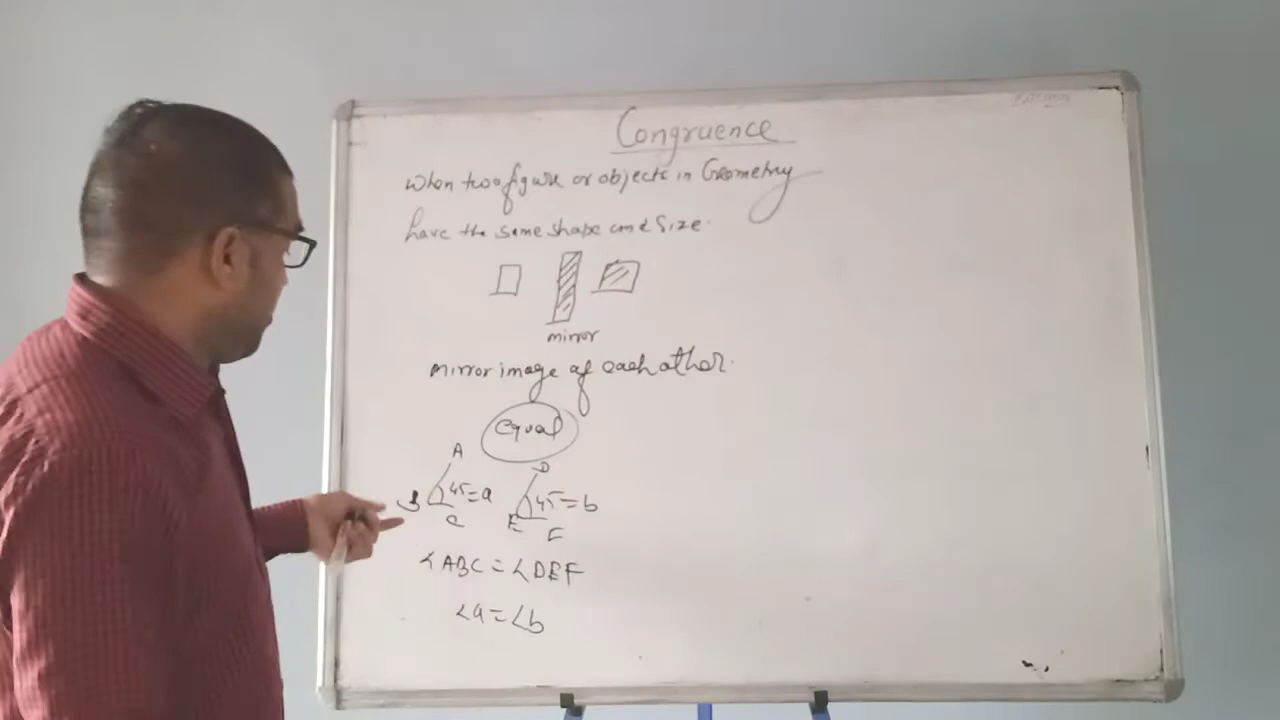 Congruence
When two figure or objects in Geometry
have the same shape and Size.
mirror
mirror image of each other.
equal
A
B 45=a
C
D
45=b
E F
∠ABC=∠DEF
∠a=∠b